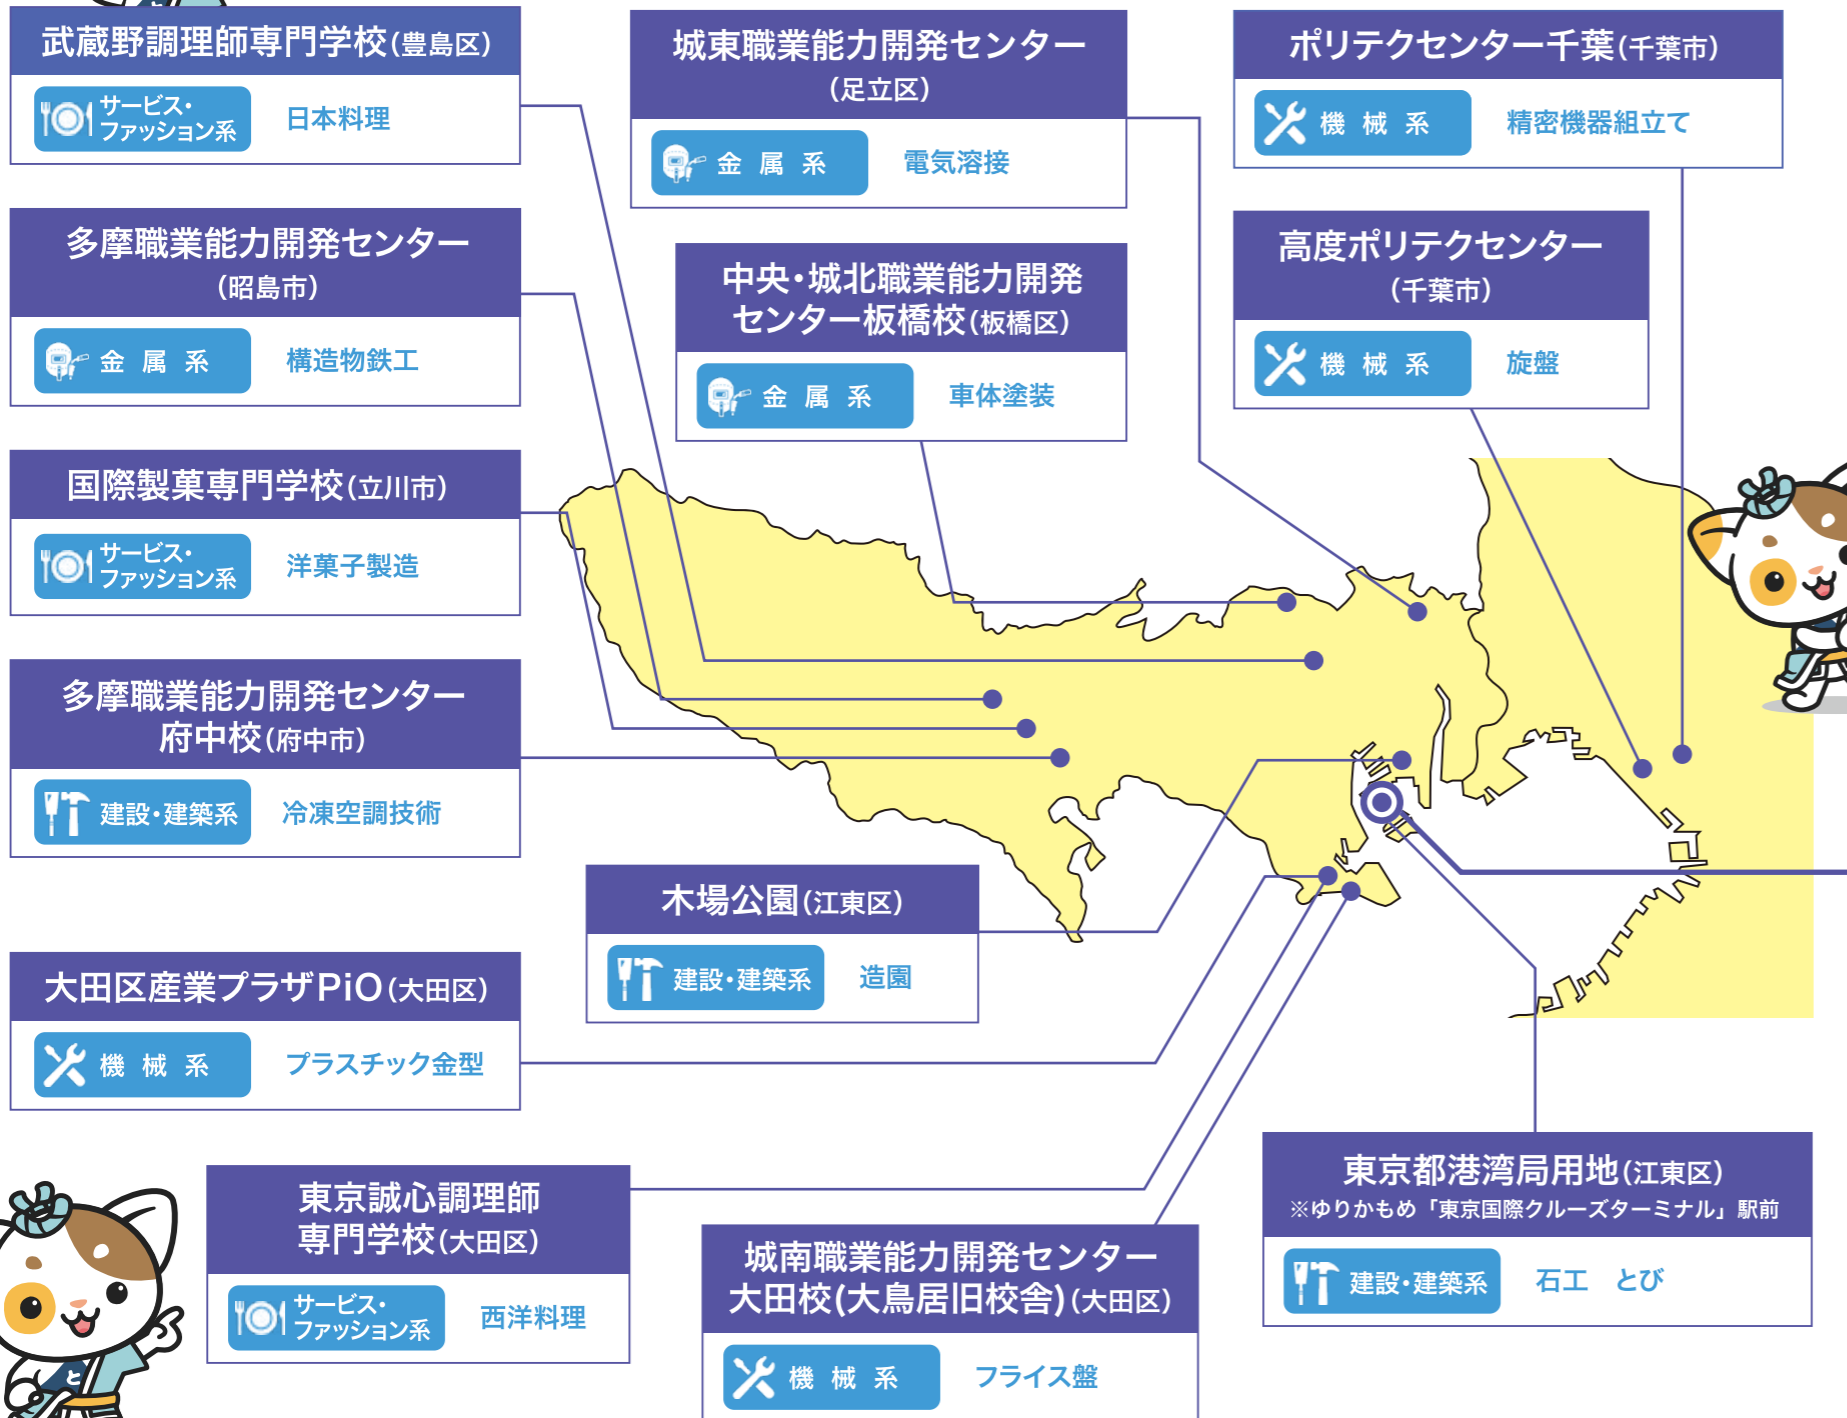 武蔵野調理師専門学校(豊島区)
サービス・
ファッション系
日本料理
多摩職業能力開発センター
(昭島市)
金属系
構造物鉄工
国際製菓専門学校(立川市)
サービス・
ファッション系
洋菓子製造
多摩職業能力開発センター
府中校(府中市)
建設・建築系
冷凍空調技術
大田区産業プラザPiO(大田区)
機械系
プラスチック金型
東京誠心調理師
専門学校(大田区)
サービス・
ファッション系
西洋料理
城東職業能力開発センター
(足立区)
金属系
電気溶接
中央・城北職業能力開発
センター板橋校(板橋区)
金属系
車体塗装
木場公園(江東区)
建設・建築系
造園
城南職業能力開発センター
大田校(大鳥居旧校舎)(大田区)
機械系
フライス盤
ポリテクセンター千葉(千葉市)
機械系
精密機器組立て
高度ポリテクセンター
(千葉市)
機械系
旋盤
東京都港湾局用地(江東区)
※ゆりかもめ「東京国際クルーズターミナル」駅前
建設・建築系
石工 とび
と